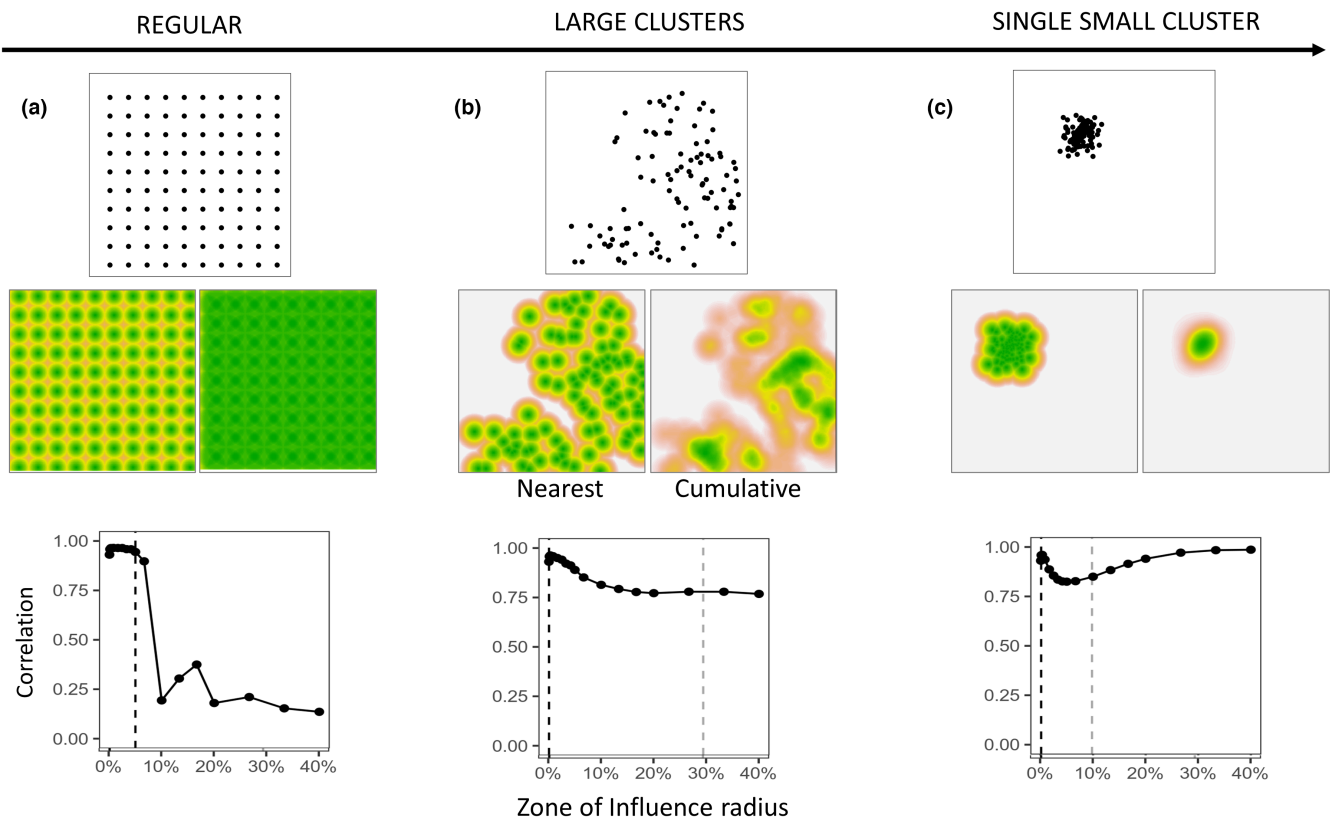 REGULAR LARGE CLUSTERS SINGLE SMALL CLUSTER
(a) (b) (c)
Nearest Cumulative
Correlation
1.00
0.75
0.50
0.25
0.00
0% 10% 20% 30% 40%
1.00
0.75
0.50
0.25
0.00
0% 10% 20% 30% 40%
1.00
0.75
0.50
0.25
0.00
0% 10% 20% 30% 40%
Zone of Influence radius